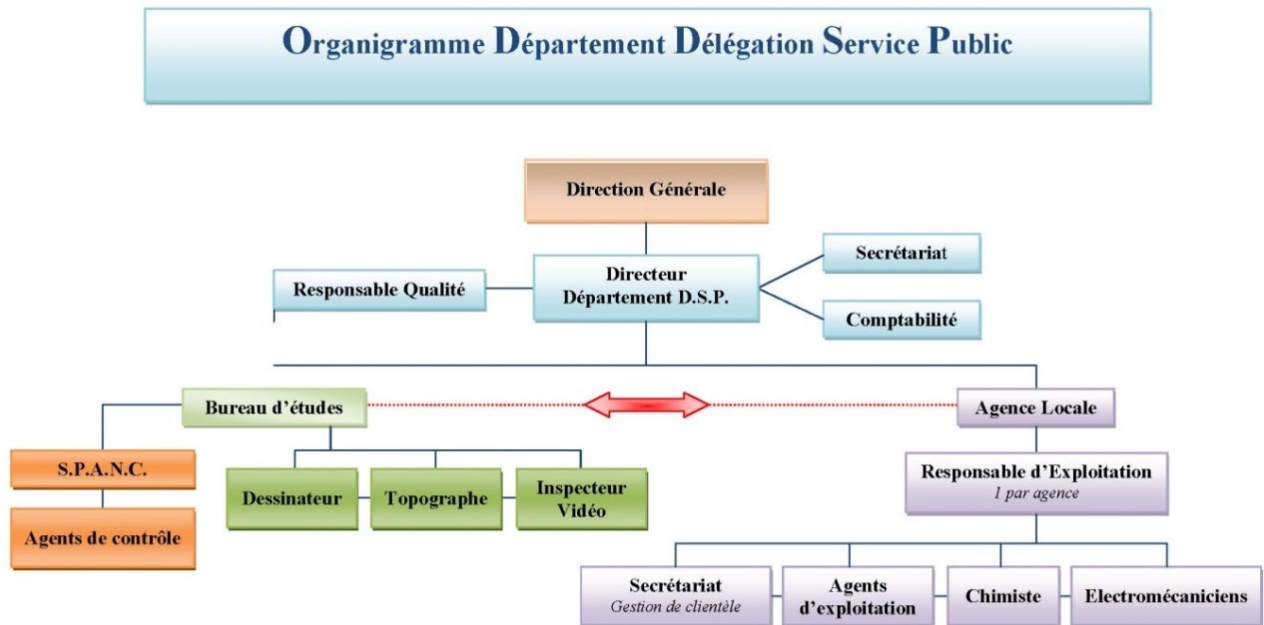 Organigramme Département Délégation Service Public
Direction Générale
Responsable Qualité
Directeur
Département D.S.P.
Secrétariat
Comptabilité
Bureau d'études
Agence Locale
S.P.A.N.C.
Agents de contrôle
Dessinateur
Topographe
Inspecteur
Vidéo
Responsable d'Exploitation
1 par agence
Secrétariat
Gestion de clientèle
Agents
d'exploitation
Chimiste
Electromécaniciens